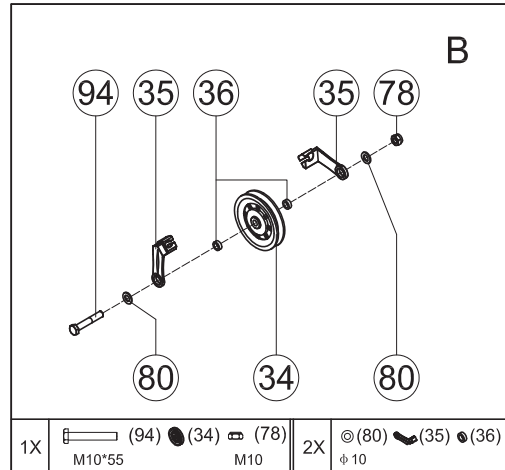 B
94 35 36 35 78
80 34 80
1X (94) (34) (78) 2X (80) (35) (36)
M10*55 M10 ϕ10